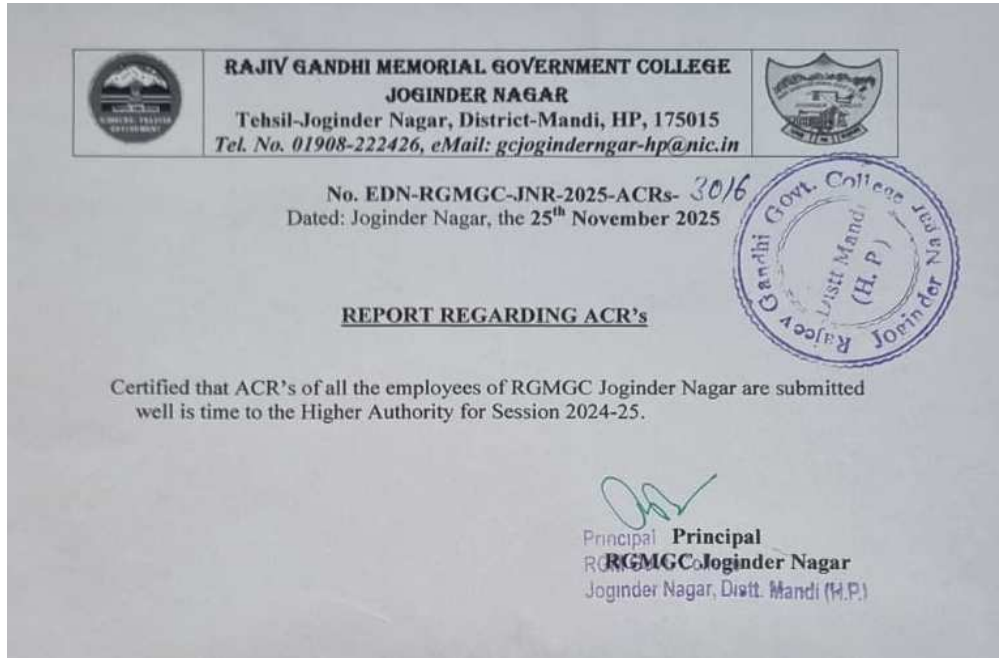 RAJIV GANDHI MEMORIAL GOVERNMENT COLLEGE
JOGINDER NAGAR
Tehsil-Joginder Nagar, District-Mandi, HP, 175015
Tel. No. 01908-222426, eMail: gcjoginderngar-hp@nic.in
No. EDN-RGMGC-JNR-2025-ACRs- 3016
Dated: Joginder Nagar, the 25th November 2025
Rajeev Gandhi Govt. College
Joginder Nagar
Distt Mandi
(H. P.)
REPORT REGARDING ACR's
Certified that ACR's of all the employees of RGMGC Joginder Nagar are submitted
well is time to the Higher Authority for Session 2024-25.
Principal Principal
RGMGC Joginder Nagar
Joginder Nagar, Distt. Mandi (H.P.)